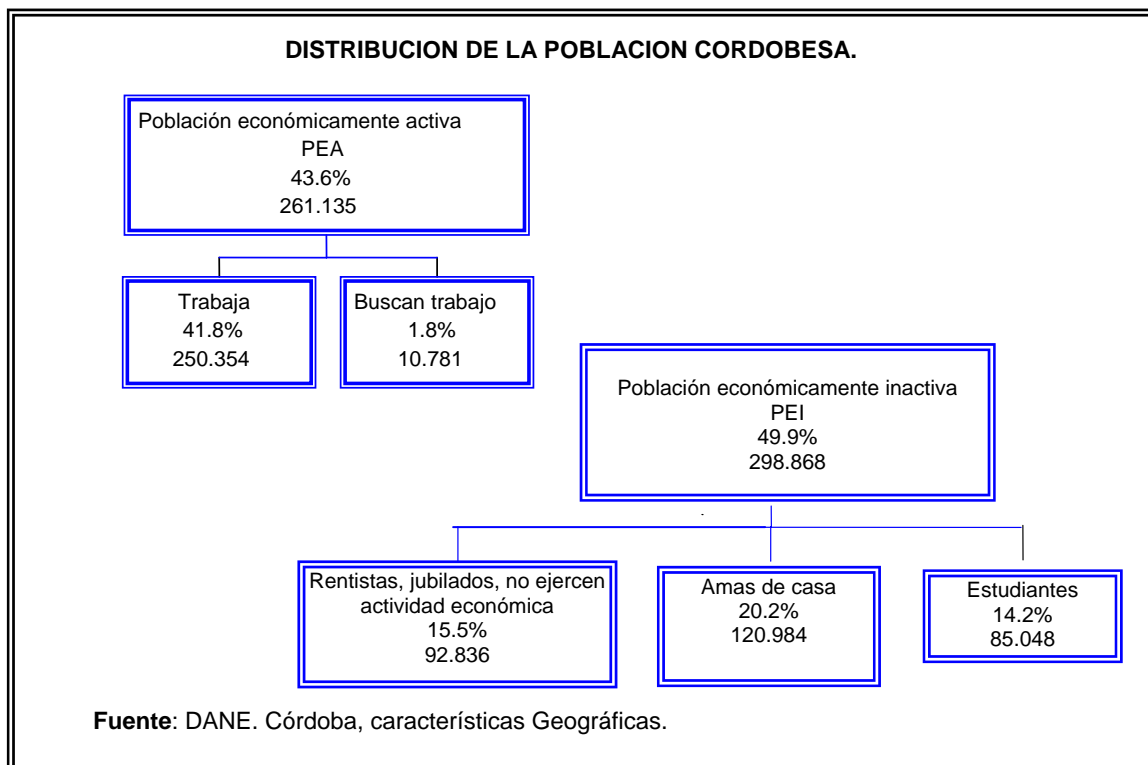 DISTRIBUCION DE LA POBLACION CORDOBESA.
Población económicamente activa
PEA
43.6%
261.135
Trabaja
41.8%
250.354
Buscan trabajo
1.8%
10.781
Población económicamente inactiva
PEI
49.9%
298.868
Rentistas, jubilados, no ejercen
actividad económica
15.5%
92.836
Amas de casa
20.2%
120.984
Estudiantes
14.2%
85.048
Fuente: DANE. Córdoba, características Geográficas.